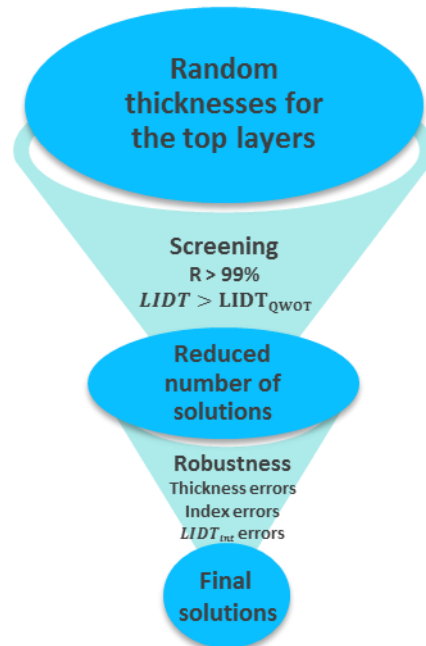 Random
thicknesses for
the top layers
Screening
R > 99%
LIDT > LIDT_QWOT
Reduced
number of
solutions
Robustness
Thickness errors
Index errors
LIDT_int errors
Final
solutions